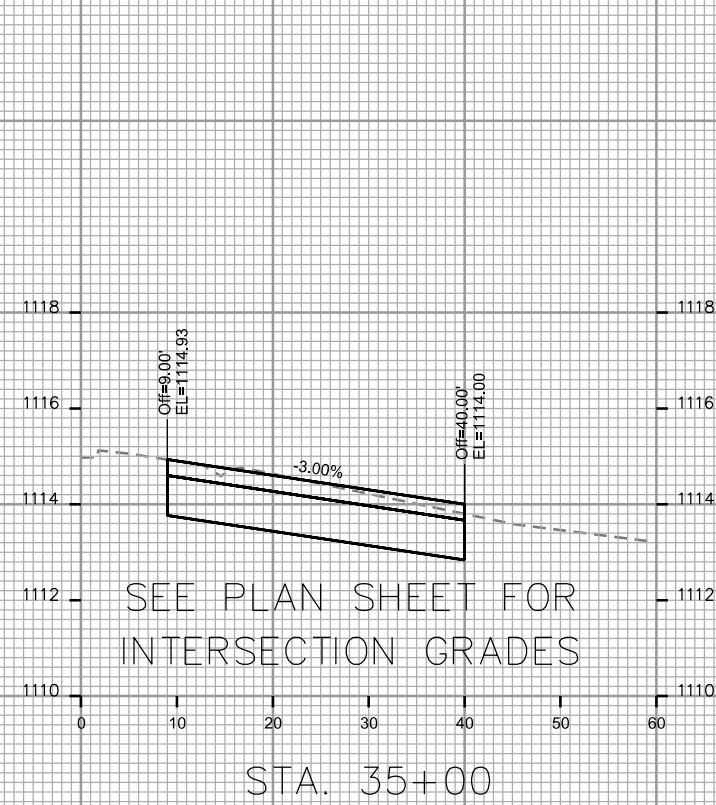 1118 1118
Off=9.00'
EL=1114.93
1116 1116
Off=40.00'
EL=1114.00
-3.00%
1114 1114
1112 1112
SEE PLAN SHEET FOR
INTERSECTION GRADES
1110 1110
0 10 20 30 40 50 60
STA. 35+00